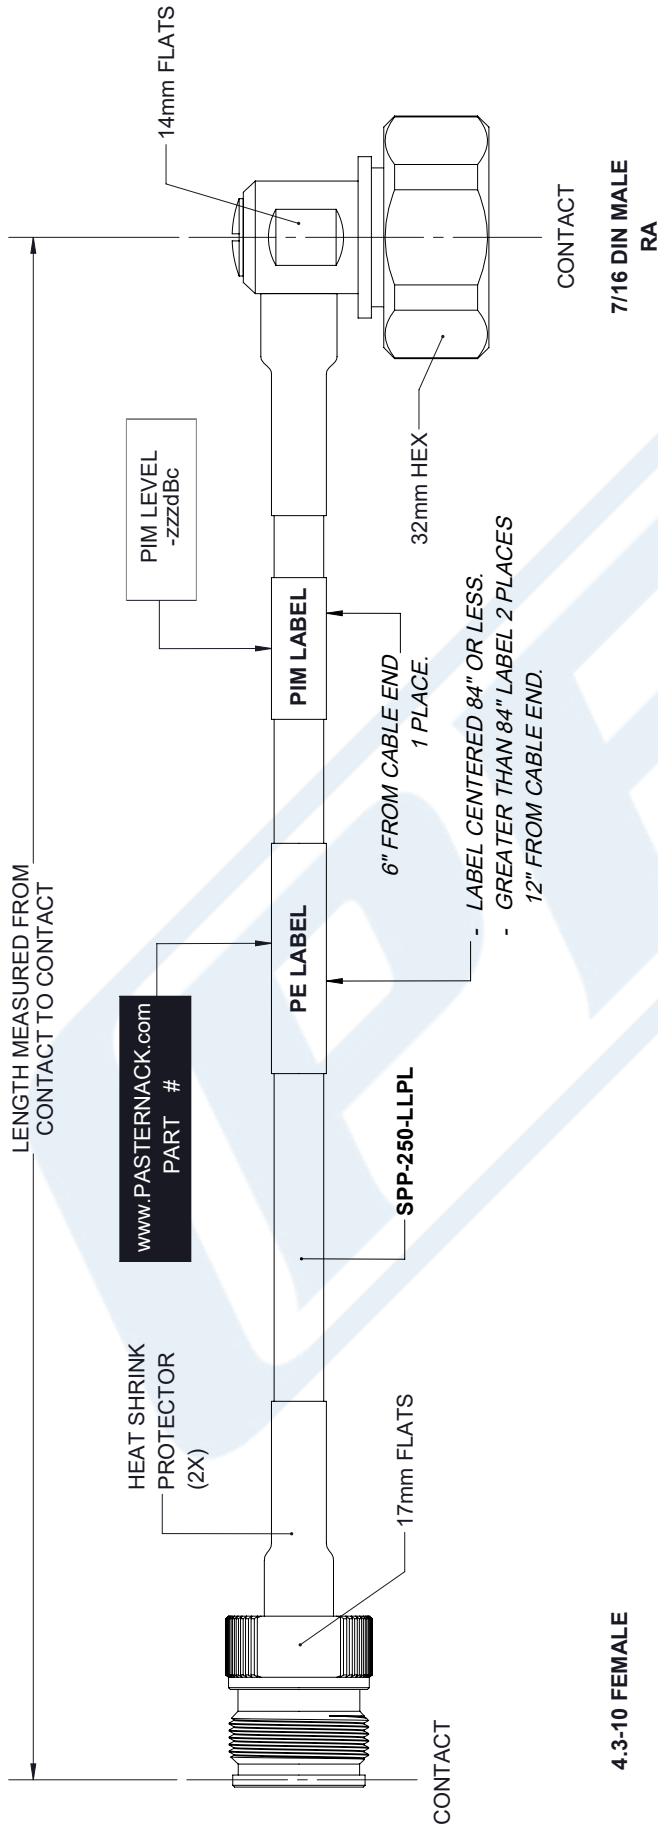 LENGTH MEASURED FROM
CONTACT TO CONTACT
HEAT SHRINK
PROTECTOR
(2X)
www.PASTERNACK.com
PART #
PIM LEVEL
-zzzdBc
14mm FLATS
PE LABEL
PIM LABEL
17mm FLATS
SPP-250-LLPL
6" FROM CABLE END
1 PLACE.
32mm HEX
- LABEL CENTERED 84" OR LESS.
- GREATER THAN 84" LABEL 2 PLACES
12" FROM CABLE END.
CONTACT
CONTACT
4.3-10 FEMALE
7/16 DIN MALE
RA